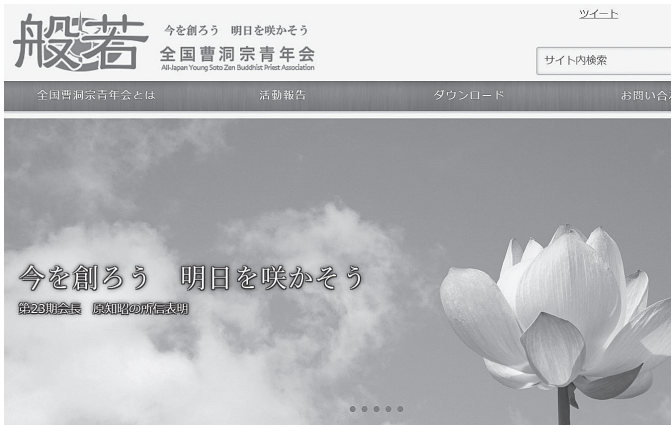 ツイート
般若
今を創ろう 明日を咲かそう
全国曹洞宗青年会
All-Japan Young Soto Zen Buddhist Priest Association
サイト内検索
全国曹洞宗青年会とは 活動報告 ダウンロード お問い合
今を創ろう 明日を咲かそう
第23期会長 原知昭の所信表明